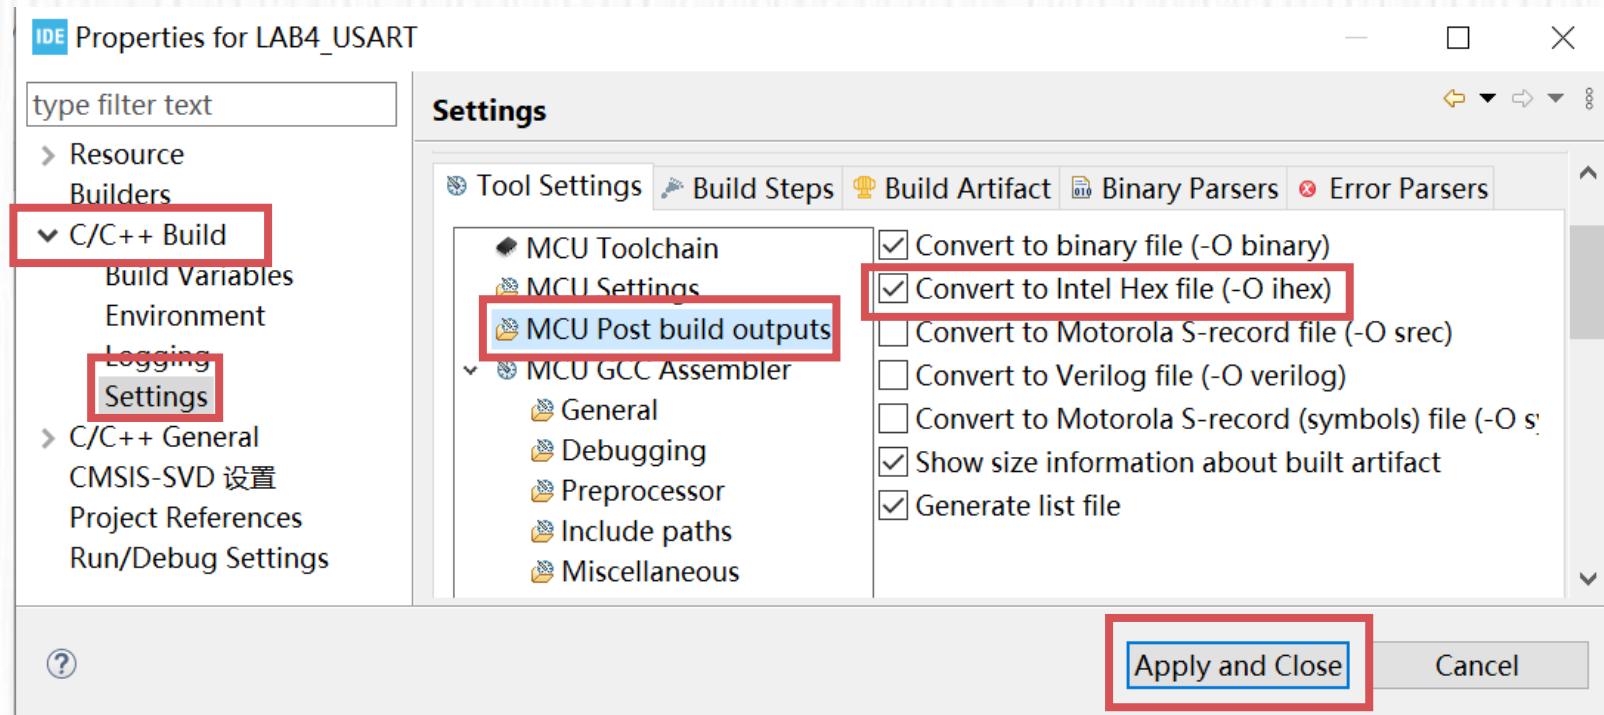 IDE Properties for LAB4_USART
type filter text
Settings
Resource
Builders
C/C++ Build
Build Variables
Environment
Logging
Settings
C/C++ General
CMSIS-SVD 设置
Project References
Run/Debug Settings
Tool Settings
Build Steps
Build Artifact
010 Binary Parsers
Error Parsers
MCU Toolchain
MCU Settings
MCU Post build outputs
MCU GCC Assembler
General
Debugging
Preprocessor
Include paths
Miscellaneous
Convert to binary file (-O binary)
Convert to Intel Hex file (-O ihex)
Convert to Motorola S-record file (-O srec)
Convert to Verilog file (-O verilog)
Convert to Motorola S-record (symbols) file (-O
Show size information about built artifact
Generate list file
?
Apply and Close
Cancel